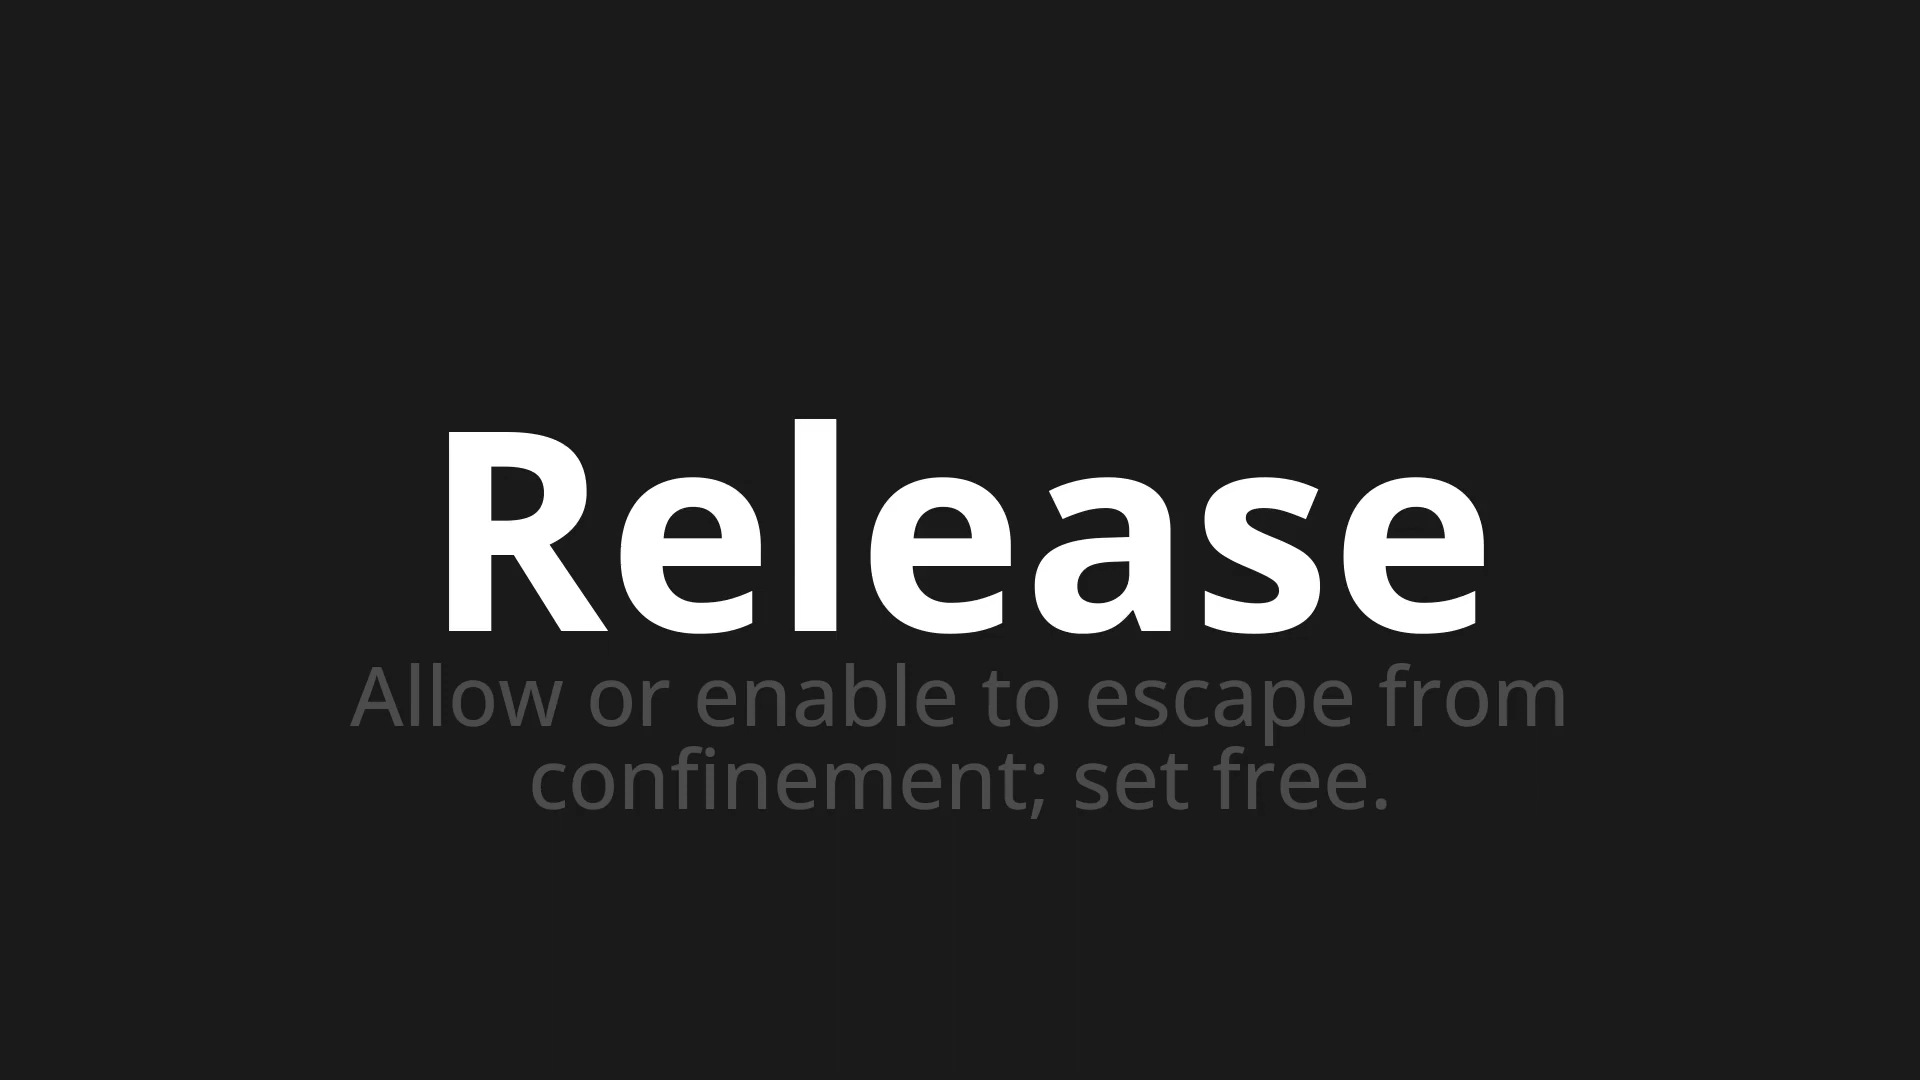 Release
Allow or enable to escape from
confinement; set free.